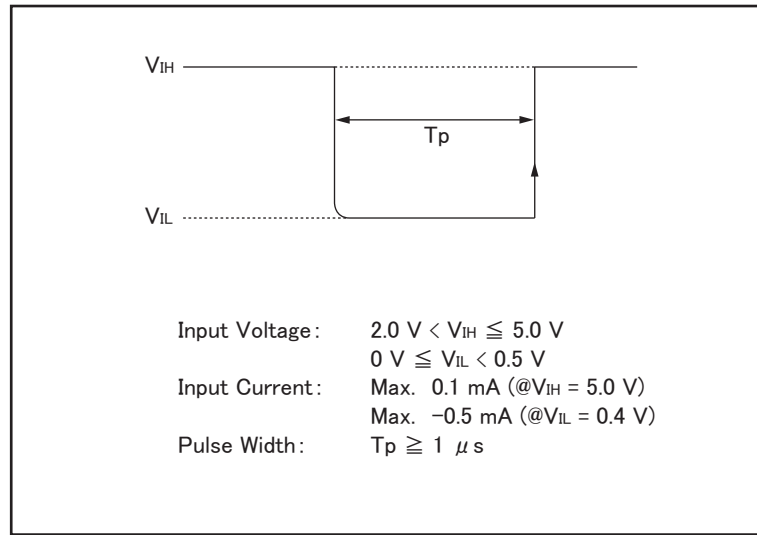 VIH
Tp
VIL
Input Voltage: 2.0 V < VIH ≦ 5.0 V
0 V ≦ VIL < 0.5 V
Input Current: Max. 0.1 mA (@VIH = 5.0 V)
Max. -0.5 mA (@VIL = 0.4 V)
Pulse Width: Tp ≧ 1 μs